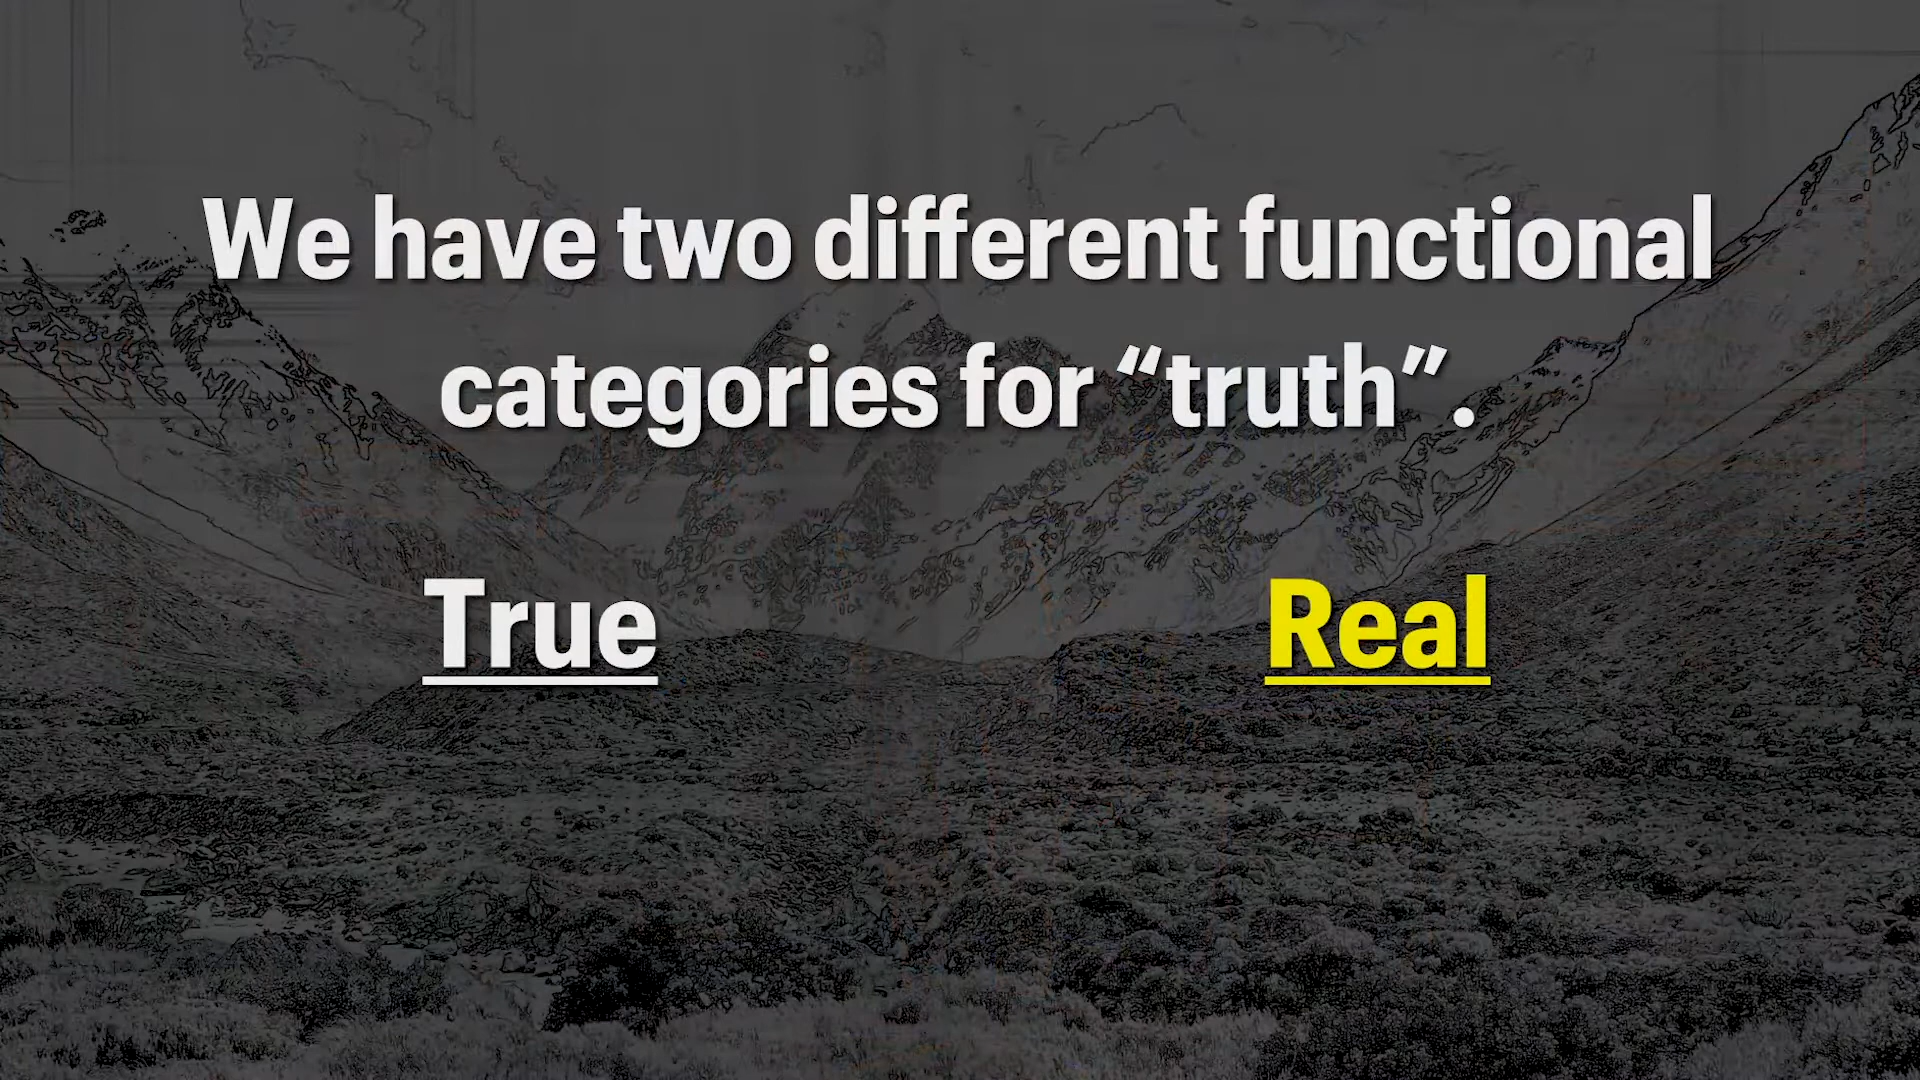 We have two different functional
categories for “truth”.
True Real